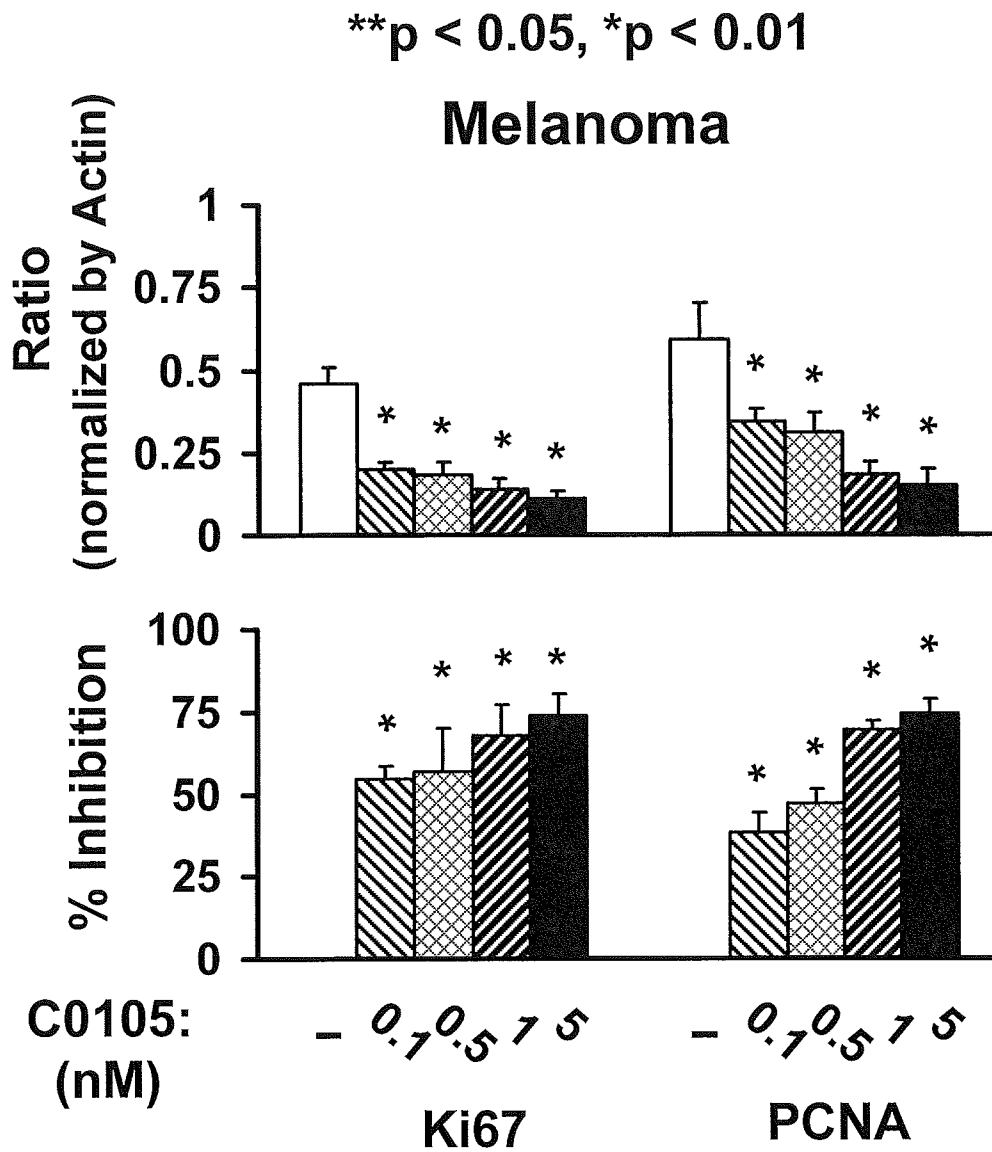 **p < 0.05, *p < 0.01
Melanoma
Ratio
(normalized by Actin)
1
0.75
0.5
0.25
0
* * * *
* * * *
% Inhibition
100
75
50
25
0
* * * *
* * * *
C0105: – 0.1 0.5 1 5 – 0.1 0.5 1 5
(nM)
Ki67 PCNA